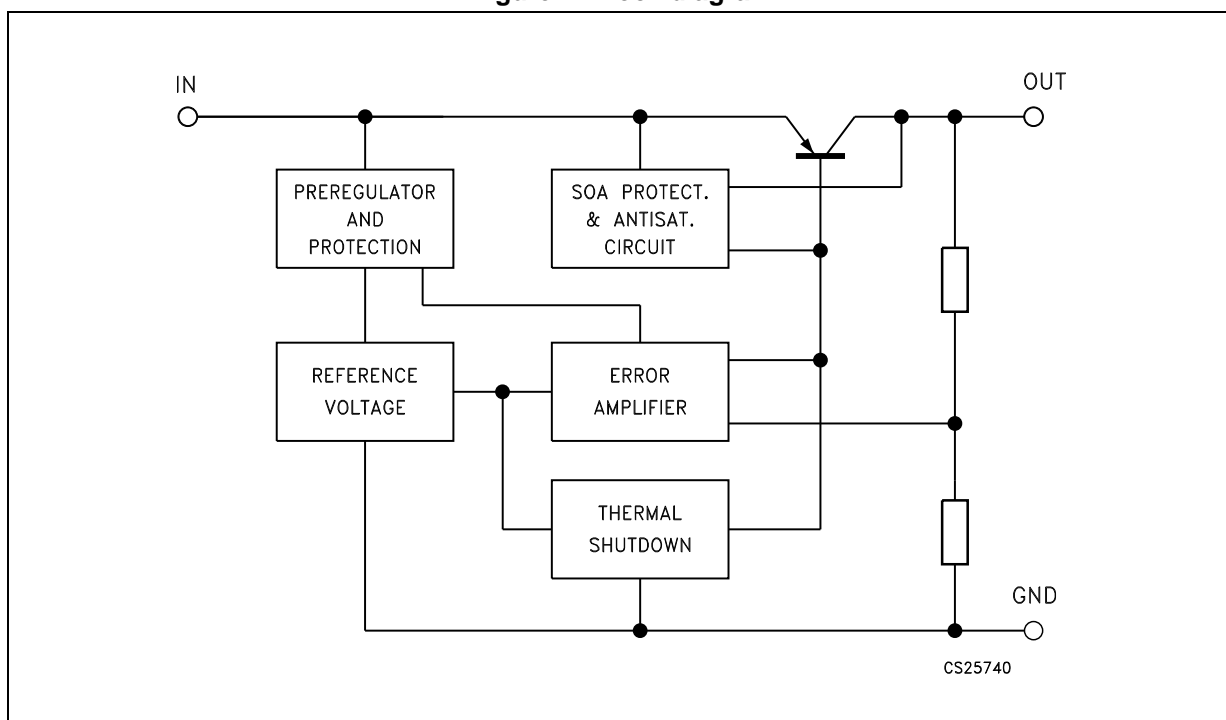 IN
OUT
PREREGULATOR
AND
PROTECTION
SOA PROTECT.
& ANTISAT.
CIRCUIT
REFERENCE
VOLTAGE
ERROR
AMPLIFIER
THERMAL
SHUTDOWN
GND
CS25740